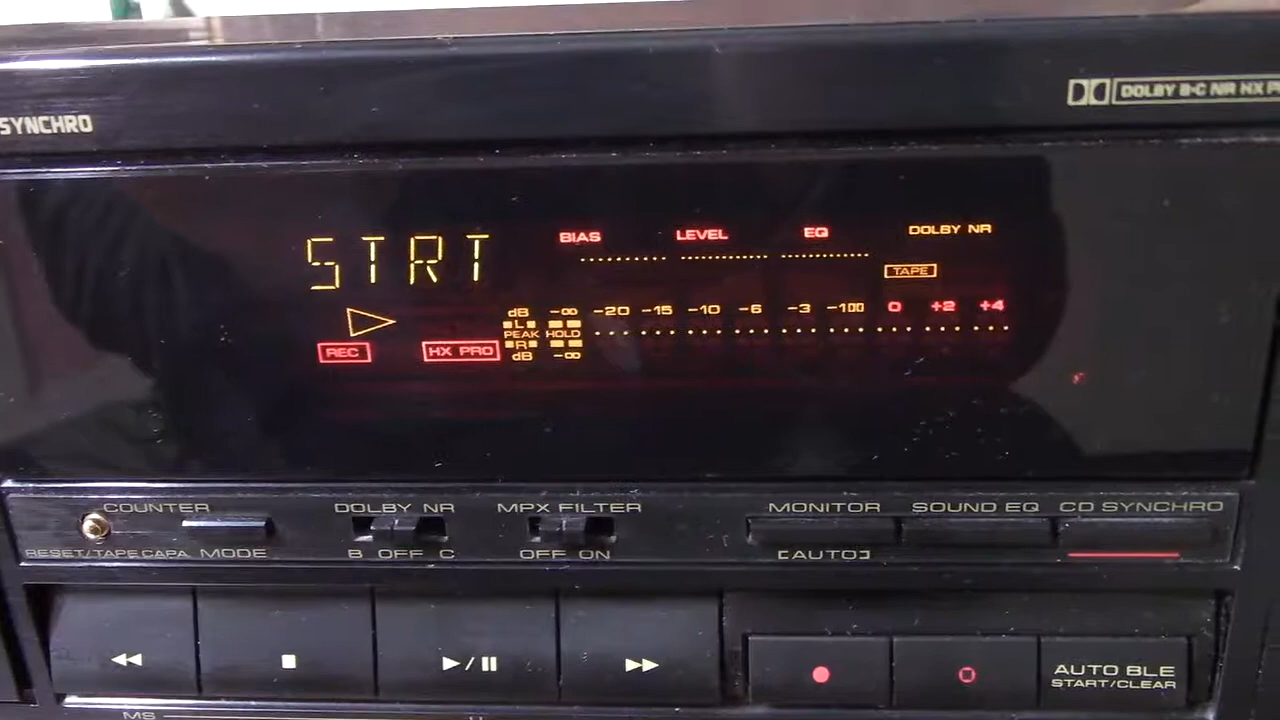 DOLBY B·C NR HX P
SYNCHRO
STRT
BIAS LEVEL EQ DOLBY NR
TAPE
dB -∞ -20 -15 -10 -6 -3 -100 0 +2 +4
L
PEAK HOLD
REC HX PRO R
dB -∞
COUNTER DOLBY NR MPX FILTER MONITOR SOUND EQ CD SYNCHRO
RESET/TAPE CAPA. MODE B OFF C OFF ON [AUTO]
AUTO BLE
START/CLEAR
MS